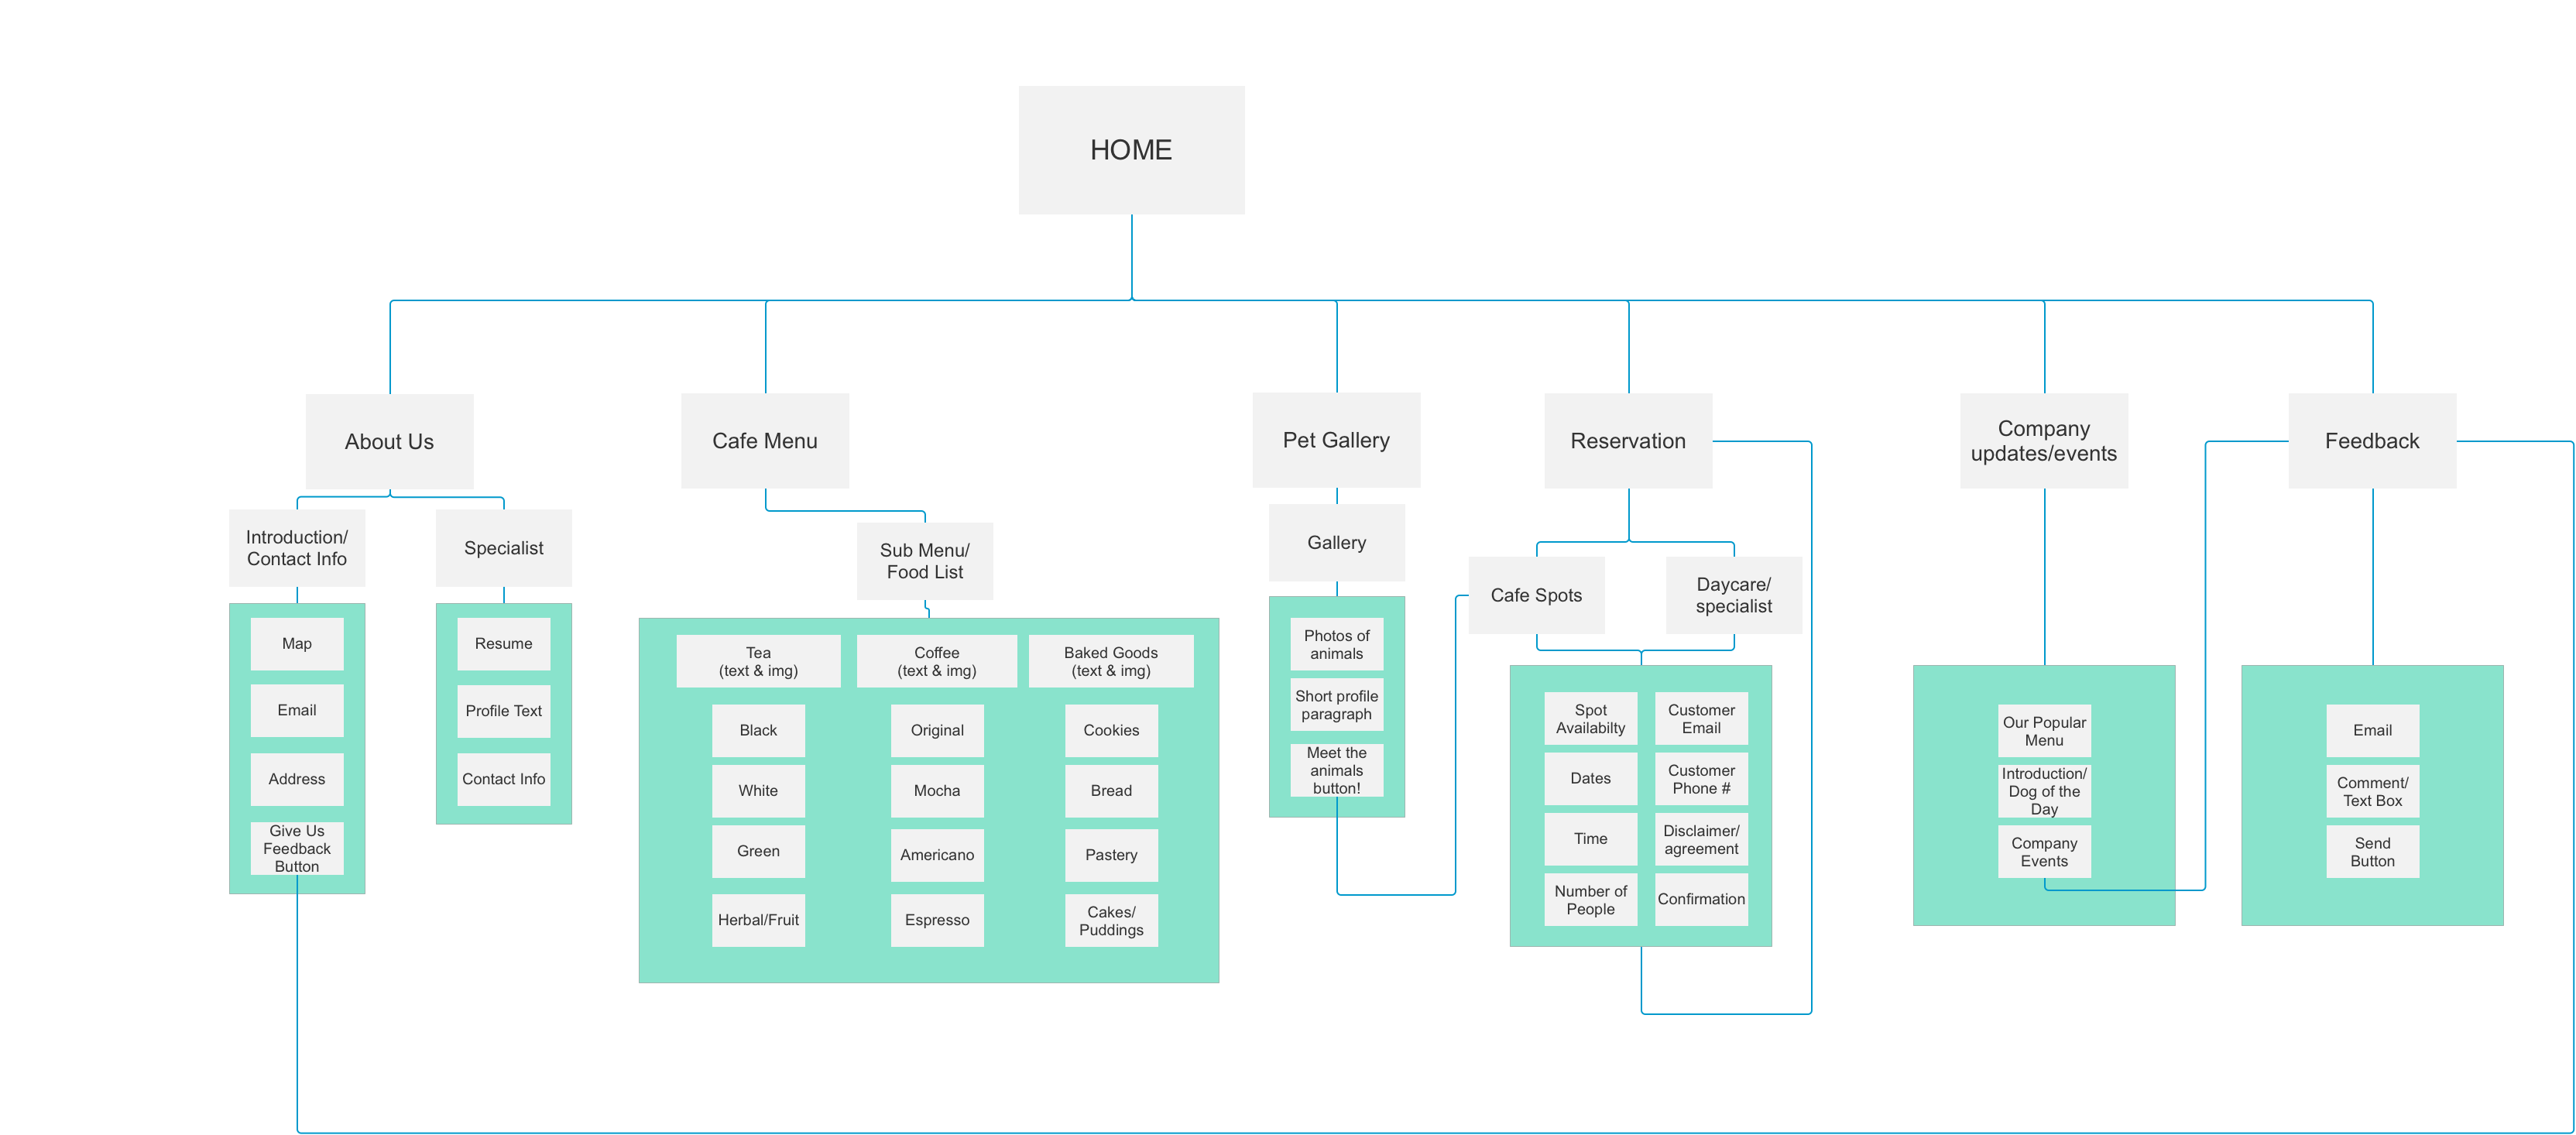 HOME
About Us
Cafe Menu
Pet Gallery
Reservation
Company
updates/events
Feedback
Introduction/
Contact Info
Specialist
Map
Email
Address
Give Us
Feedback
Button
Resume
Profile Text
Contact Info
Sub Menu/
Food List
Tea
(text & img)
Coffee
(text & img)
Baked Goods
(text & img)
Black
White
Green
Herbal/Fruit
Original
Mocha
Americano
Espresso
Cookies
Bread
Pastery
Cakes/
Puddings
Gallery
Photos of
animals
Short profile
paragraph
Meet the
animals
button!
Cafe Spots
Daycare/
specialist
Spot
Availabilty
Dates
Time
Number of
People
Customer
Email
Customer
Phone #
Disclaimer/
agreement
Confirmation
Our Popular
Menu
Introduction/
Dog of the
Day
Company
Events
Email
Comment/
Text Box
Send
Button